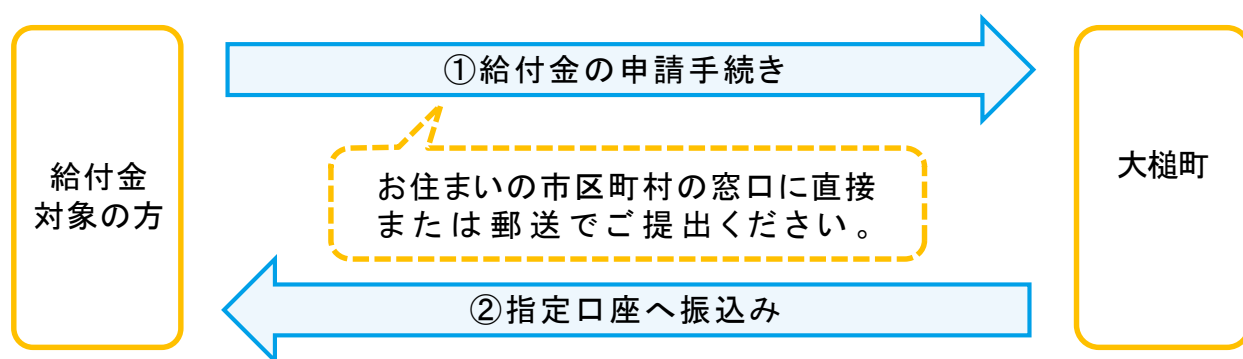 ①給付金の申請手続き
給付金
対象の方
お住まいの市区町村の窓口に直接
または郵送でご提出ください。
大槌町
②指定口座へ振込み